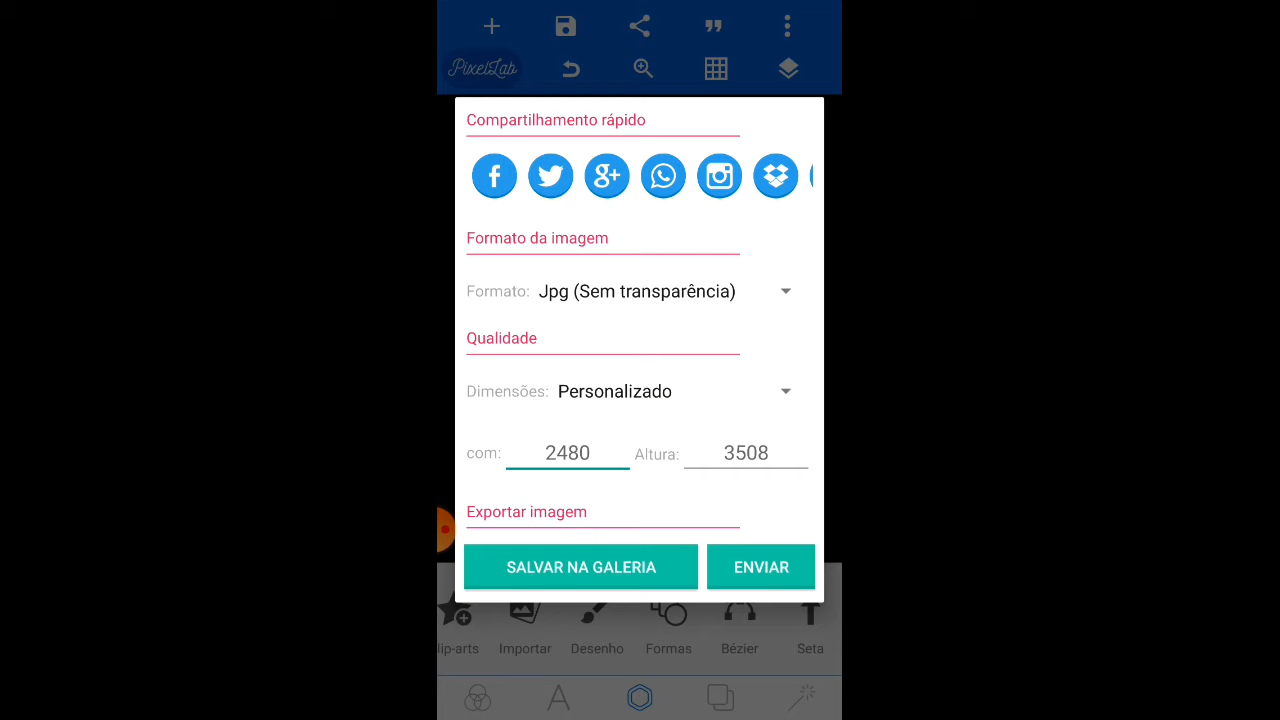 PixelLab
Compartilhamento rápido
Formato da imagem
Formato: Jpg (Sem transparência)
Qualidade
Dimensões: Personalizado
com: 2480 Altura: 3508
Exportar imagem
SALVAR NA GALERIA ENVIAR
lip-arts Importar Desenho Formas Bézier Seta